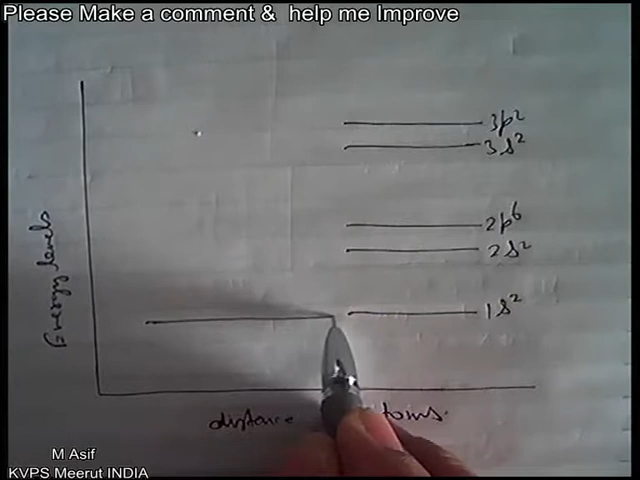 Please Make a comment & help me Improve
3p²
3s²
2p⁶
2s²
1s²
Energy levels
distance toms.
M Asif
KVPS Meerut INDIA